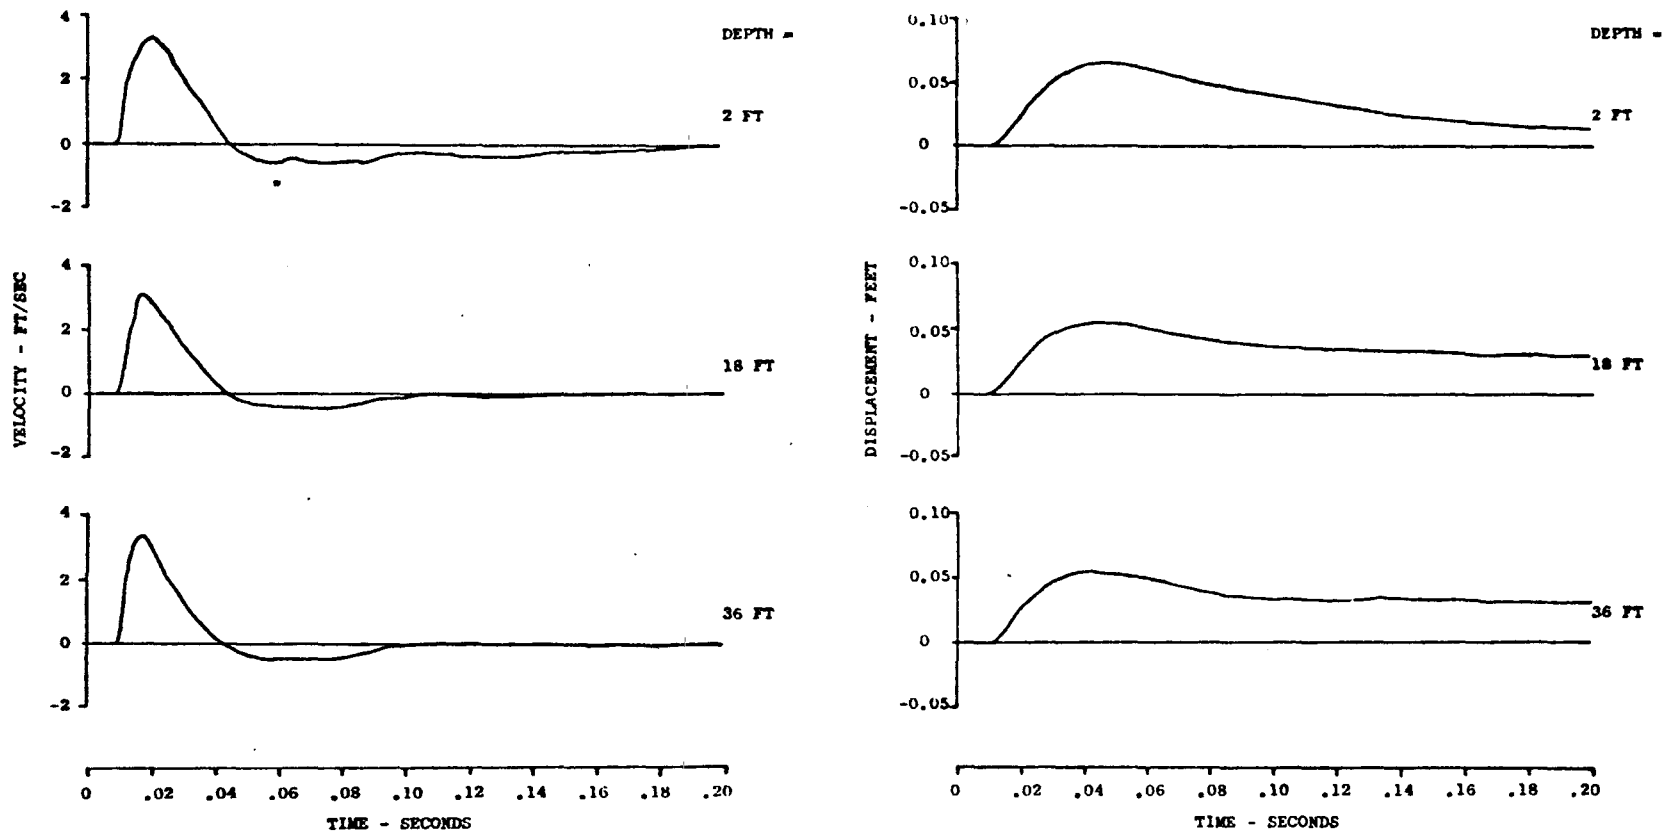 VELOCITY - FT/SEC
4
2
0
-2
DEPTH =
2 FT
4
2
0
-2
18 FT
4
2
0
-2
36 FT
0 .02 .04 .06 .08 .10 .12 .14 .16 .18 .20
TIME - SECONDS
DISPLACEMENT - FEET
0.10
0.05
0
-0.05
DEPTH =
2 FT
0.10
0.05
0
-0.05
18 FT
0.10
0.05
0
-0.05
36 FT
0 .02 .04 .06 .08 .10 .12 .14 .16 .18 .20
TIME - SECONDS